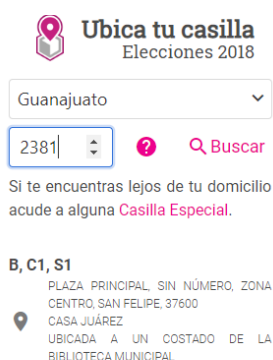 Ubica tu casilla
Elecciones 2018
Guanajuato
2381
? Buscar
Si te encuentras lejos de tu domicilio
acude a alguna Casilla Especial.
B, C1, S1
PLAZA PRINCIPAL, SIN NÚMERO, ZONA
CENTRO, SAN FELIPE, 37600
CASA JUÁREZ
UBICADA A UN COSTADO DE LA
BIBLIOTECA MUNICIPAL